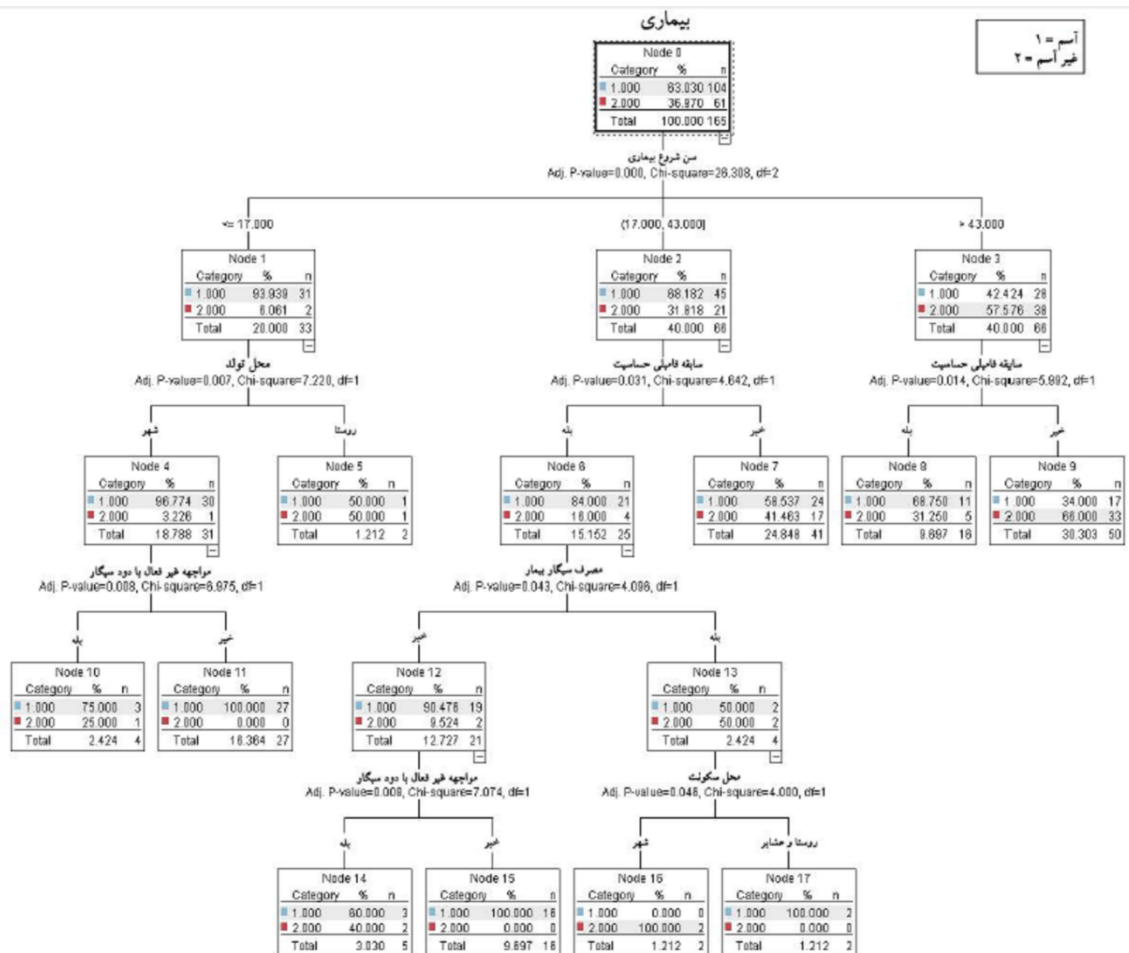 بیماری
آسم = ۱
غیر آسم = ۲
Node 0
Category % n
1.000 63.030 104
2.000 36.970 61
Total 100.000 165
سن شروع بیماری
Adj. P-value=0.000, Chi-square=26.308, df=2
<= 17.000
(17.000, 43.000]
> 43.000
Node 1
Category % n
1.000 93.939 31
2.000 6.061 2
Total 20.000 33
Node 2
Category % n
1.000 68.182 45
2.000 31.818 21
Total 40.000 66
Node 3
Category % n
1.000 42.424 28
2.000 57.576 38
Total 40.000 66
محل تولد
Adj. P-value=0.007, Chi-square=7.220, df=1
سابقه فامیلی حساسیت
Adj. P-value=0.031, Chi-square=4.642, df=1
سابقه فامیلی حساسیت
Adj. P-value=0.014, Chi-square=5.992, df=1
شهر
روستا
بله
خیر
بله
خیر
Node 4
Category % n
1.000 96.774 30
2.000 3.226 1
Total 18.788 31
Node 5
Category % n
1.000 50.000 1
2.000 50.000 1
Total 1.212 2
Node 6
Category % n
1.000 84.000 21
2.000 16.000 4
Total 15.152 25
Node 7
Category % n
1.000 58.537 24
2.000 41.463 17
Total 24.848 41
Node 8
Category % n
1.000 68.750 11
2.000 31.250 5
Total 9.697 16
Node 9
Category % n
1.000 34.000 17
2.000 66.000 33
Total 30.303 50
مواجهه غیر فعال با دود سیگار
Adj. P-value=0.008, Chi-square=6.975, df=1
مصرف سیگار بیمار
Adj. P-value=0.043, Chi-square=4.096, df=1
بله
خیر
خیر
بله
Node 10
Category % n
1.000 75.000 3
2.000 25.000 1
Total 2.424 4
Node 11
Category % n
1.000 100.000 27
2.000 0.000 0
Total 16.364 27
Node 12
Category % n
1.000 90.476 19
2.000 9.524 2
Total 12.727 21
Node 13
Category % n
1.000 50.000 2
2.000 50.000 2
Total 2.424 4
مواجهه غیر فعال با دود سیگار
Adj. P-value=0.008, Chi-square=7.074, df=1
محل سکونت
Adj. P-value=0.046, Chi-square=4.000, df=1
بله
خیر
شهر
روستا و عشایر
Node 14
Category % n
1.000 60.000 3
2.000 40.000 2
Total 3.030 5
Node 15
Category % n
1.000 100.000 16
2.000 0.000 0
Total 9.697 16
Node 16
Category % n
1.000 0.000 0
2.000 100.000 2
Total 1.212 2
Node 17
Category % n
1.000 100.000 2
2.000 0.000 0
Total 1.212 2